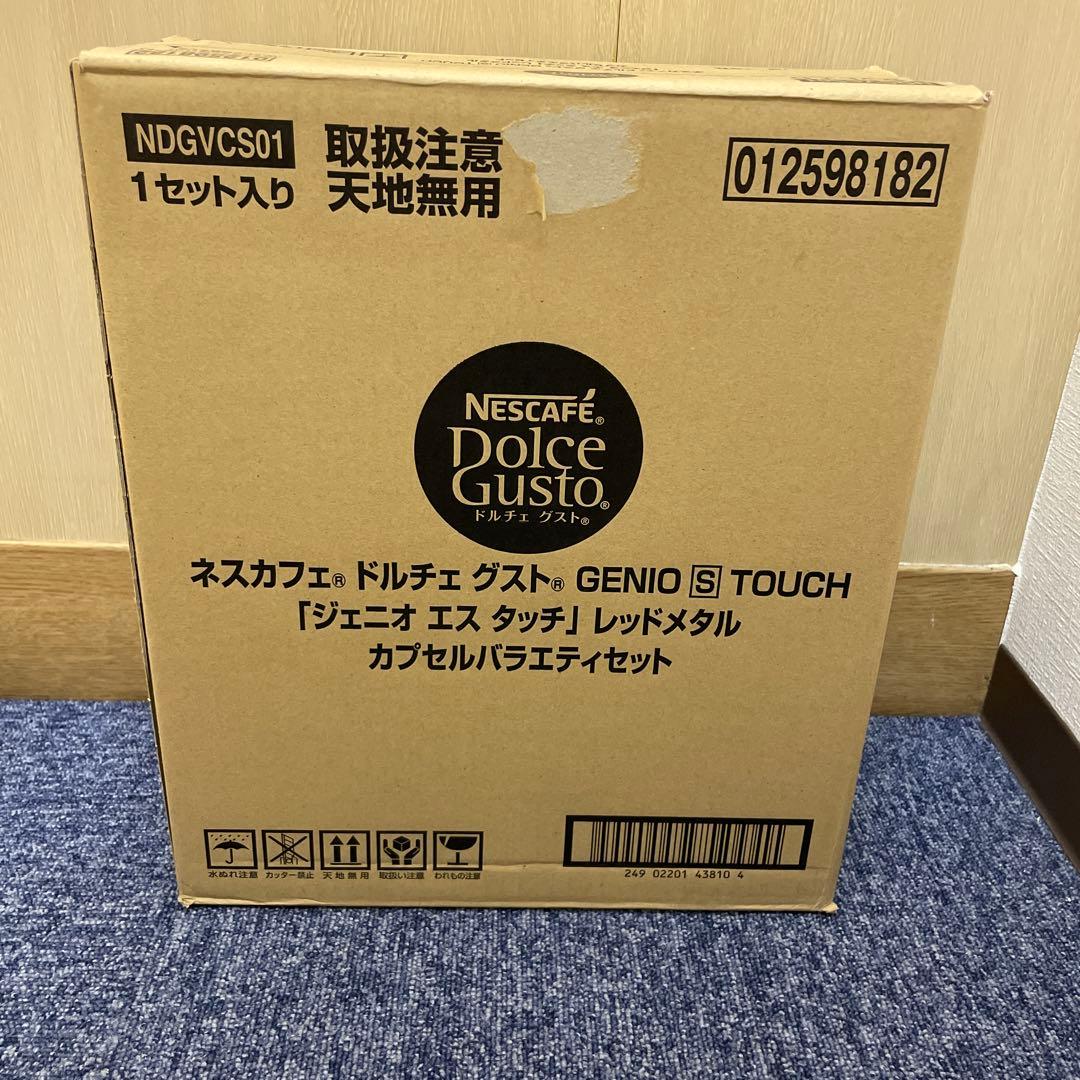 NDGVCS01
1セット入り
取扱注意
天地無用
012598182
NESCAFÉ®
Dolce
Gusto®
ドルチェ グスト®
ネスカフェ® ドルチェ グスト® GENIO S TOUCH
「ジェニオ エス タッチ」レッドメタル
カプセルバラエティセット
水ぬれ注意 カッター禁止 天地無用 取扱い注意 われもの注意
249 02201 43810 4